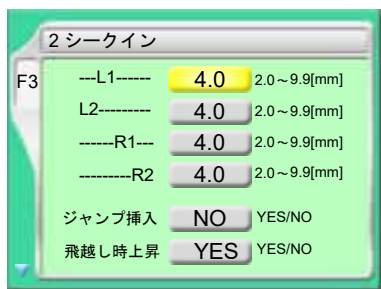 2 シークイン
F3
---L1------ 4.0 2.0～9.9[mm]
L2--------- 4.0 2.0～9.9[mm]
------R1--- 4.0 2.0～9.9[mm]
---------R2 4.0 2.0～9.9[mm]
ジャンプ挿入 NO YES/NO
飛越し時上昇 YES YES/NO